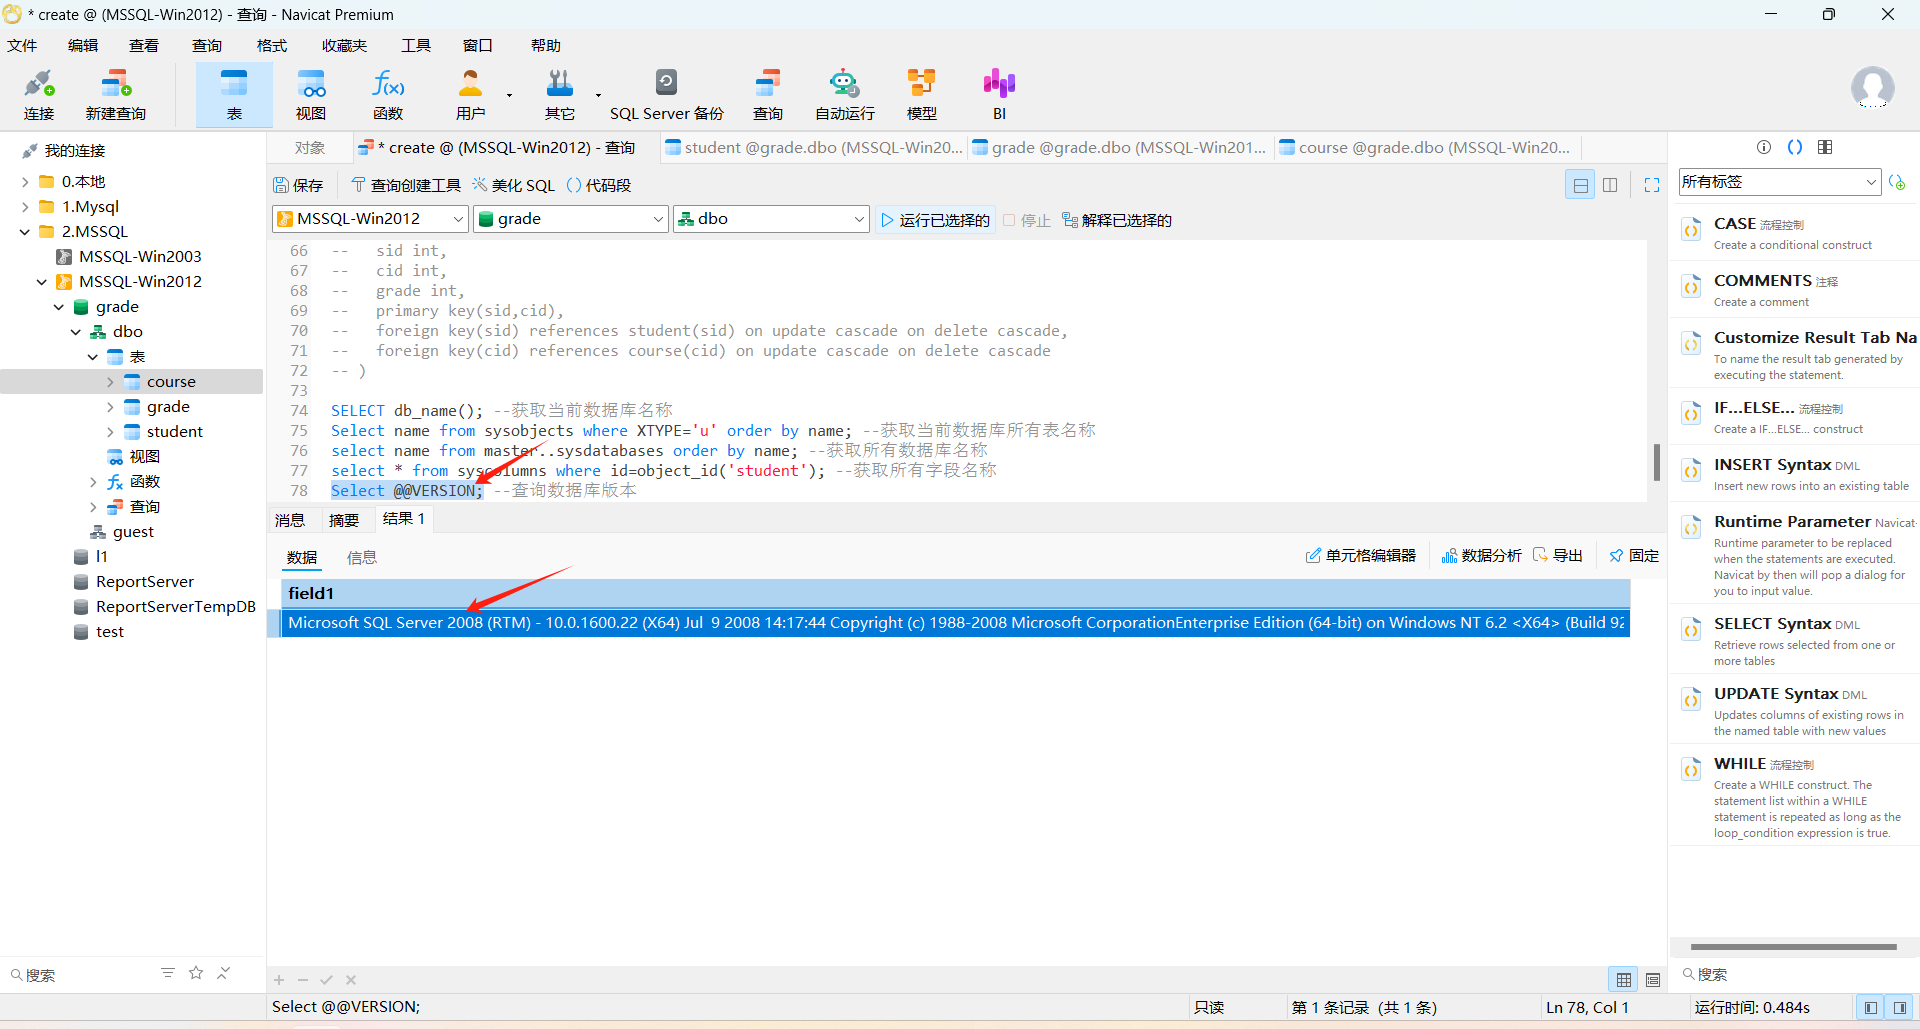 * create @ (MSSQL-Win2012) - 查询 - Navicat Premium
文件 编辑 查看 查询 格式 收藏夹 工具 窗口 帮助
连接 新建查询 表 视图 函数 用户 其它 SQL Server 备份 查询 自动运行 模型 BI
我的连接
0.本地
1.Mysql
2.MSSQL
MSSQL-Win2003
MSSQL-Win2012
grade
dbo
表
course
grade
student
视图
函数
查询
guest
l1
ReportServer
ReportServerTempDB
test
搜索
对象 * create @ (MSSQL-Win2012) - 查询 student @grade.dbo (MSSQL-Win20... grade @grade.dbo (MSSQL-Win201... course @grade.dbo (MSSQL-Win20...
保存 查询创建工具 美化 SQL () 代码段
MSSQL-Win2012 grade dbo 运行已选择的 停止 解释已选择的
66 -- sid int,
67 -- cid int,
68 -- grade int,
69 -- primary key(sid,cid),
70 -- foreign key(sid) references student(sid) on update cascade on delete cascade,
71 -- foreign key(cid) references course(cid) on update cascade on delete cascade
72 -- )
73
74 SELECT db_name(); --获取当前数据库名称
75 Select name from sysobjects where XTYPE='u' order by name; --获取当前数据库所有表名称
76 select name from master..sysdatabases order by name; --获取所有数据库名称
77 select * from syscolumns where id=object_id('student'); --获取所有字段名称
78 Select @@VERSION; --查询数据库版本
消息 摘要 结果 1
数据 信息 单元格编辑器 数据分析 导出 固定
field1
Microsoft SQL Server 2008 (RTM) - 10.0.1600.22 (X64) Jul 9 2008 14:17:44 Copyright (c) 1988-2008 Microsoft CorporationEnterprise Edition (64-bit) on Windows NT 6.2 <X64> (Build 92
Select @@VERSION; 只读 第 1 条记录 (共 1 条) Ln 78, Col 1 运行时间: 0.484s
所有标签
CASE 流程控制
Create a conditional construct
COMMENTS 注释
Create a comment
Customize Result Tab Na
To name the result tab generated by
executing the statement.
IF...ELSE... 流程控制
Create a IF...ELSE... construct
INSERT Syntax DML
Insert new rows into an existing table
Runtime Parameter Navicat
Runtime parameter to be replaced
when the statements are executed.
Navicat by then will pop a dialog for
you to input value.
SELECT Syntax DML
Retrieve rows selected from one or
more tables
UPDATE Syntax DML
Updates columns of existing rows in
the named table with new values
WHILE 流程控制
Create a WHILE construct. The
statement list within a WHILE
statement is repeated as long as the
loop_condition expression is true.
搜索